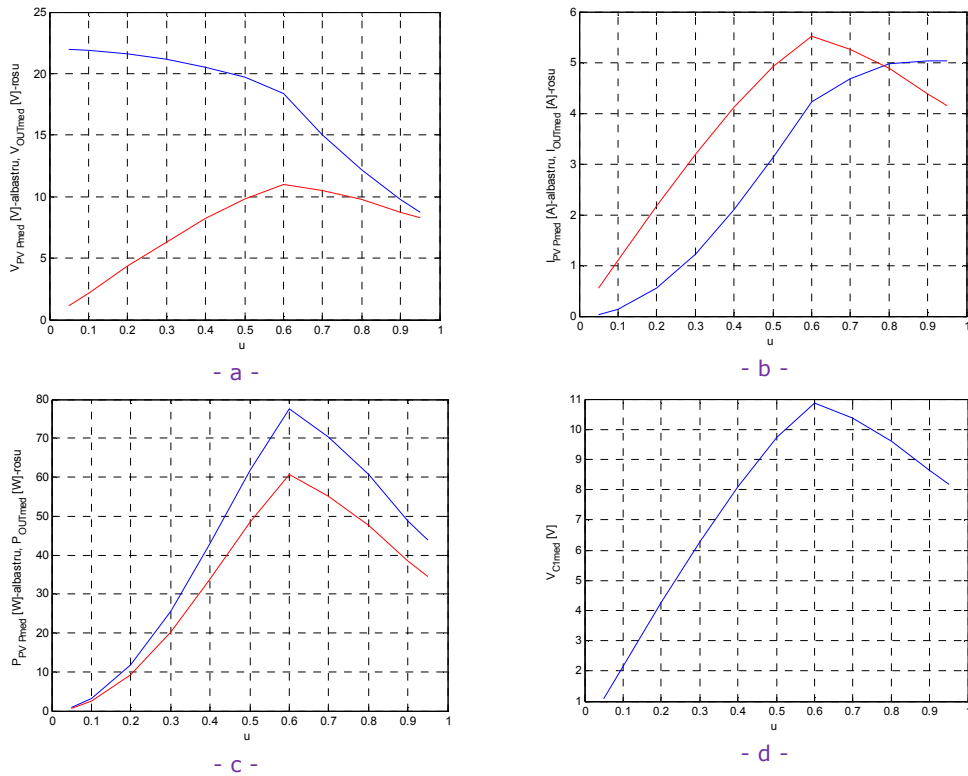 25
20
15
10
5
0
0 0.1 0.2 0.3 0.4 0.5 0.6 0.7 0.8 0.9 1
u
V_PV Pmed [V]-albastru, V_OUTmed [V]-rosu
- a -
6
5
4
3
2
1
0
0 0.1 0.2 0.3 0.4 0.5 0.6 0.7 0.8 0.9 1
u
I_PV Pmed [A]-albastru, I_OUTmed [A]-rosu
- b -
80
70
60
50
40
30
20
10
0
0 0.1 0.2 0.3 0.4 0.5 0.6 0.7 0.8 0.9 1
u
P_PV Pmed [W]-albastru, P_OUTmed [W]-rosu
- c -
11
10
9
8
7
6
5
4
3
2
1
0 0.1 0.2 0.3 0.4 0.5 0.6 0.7 0.8 0.9 1
u
V_C1med [V]
- d -